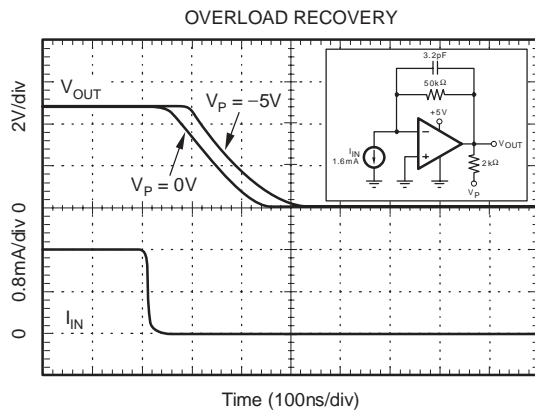 OVERLOAD RECOVERY
2V/div
V_OUT
V_P = −5V
V_P = 0V
0
3.2pF
50kΩ
+5V
I_IN
1.6mA
−
+
V_OUT
2kΩ
V_P
0.8mA/div
0
I_IN
Time (100ns/div)